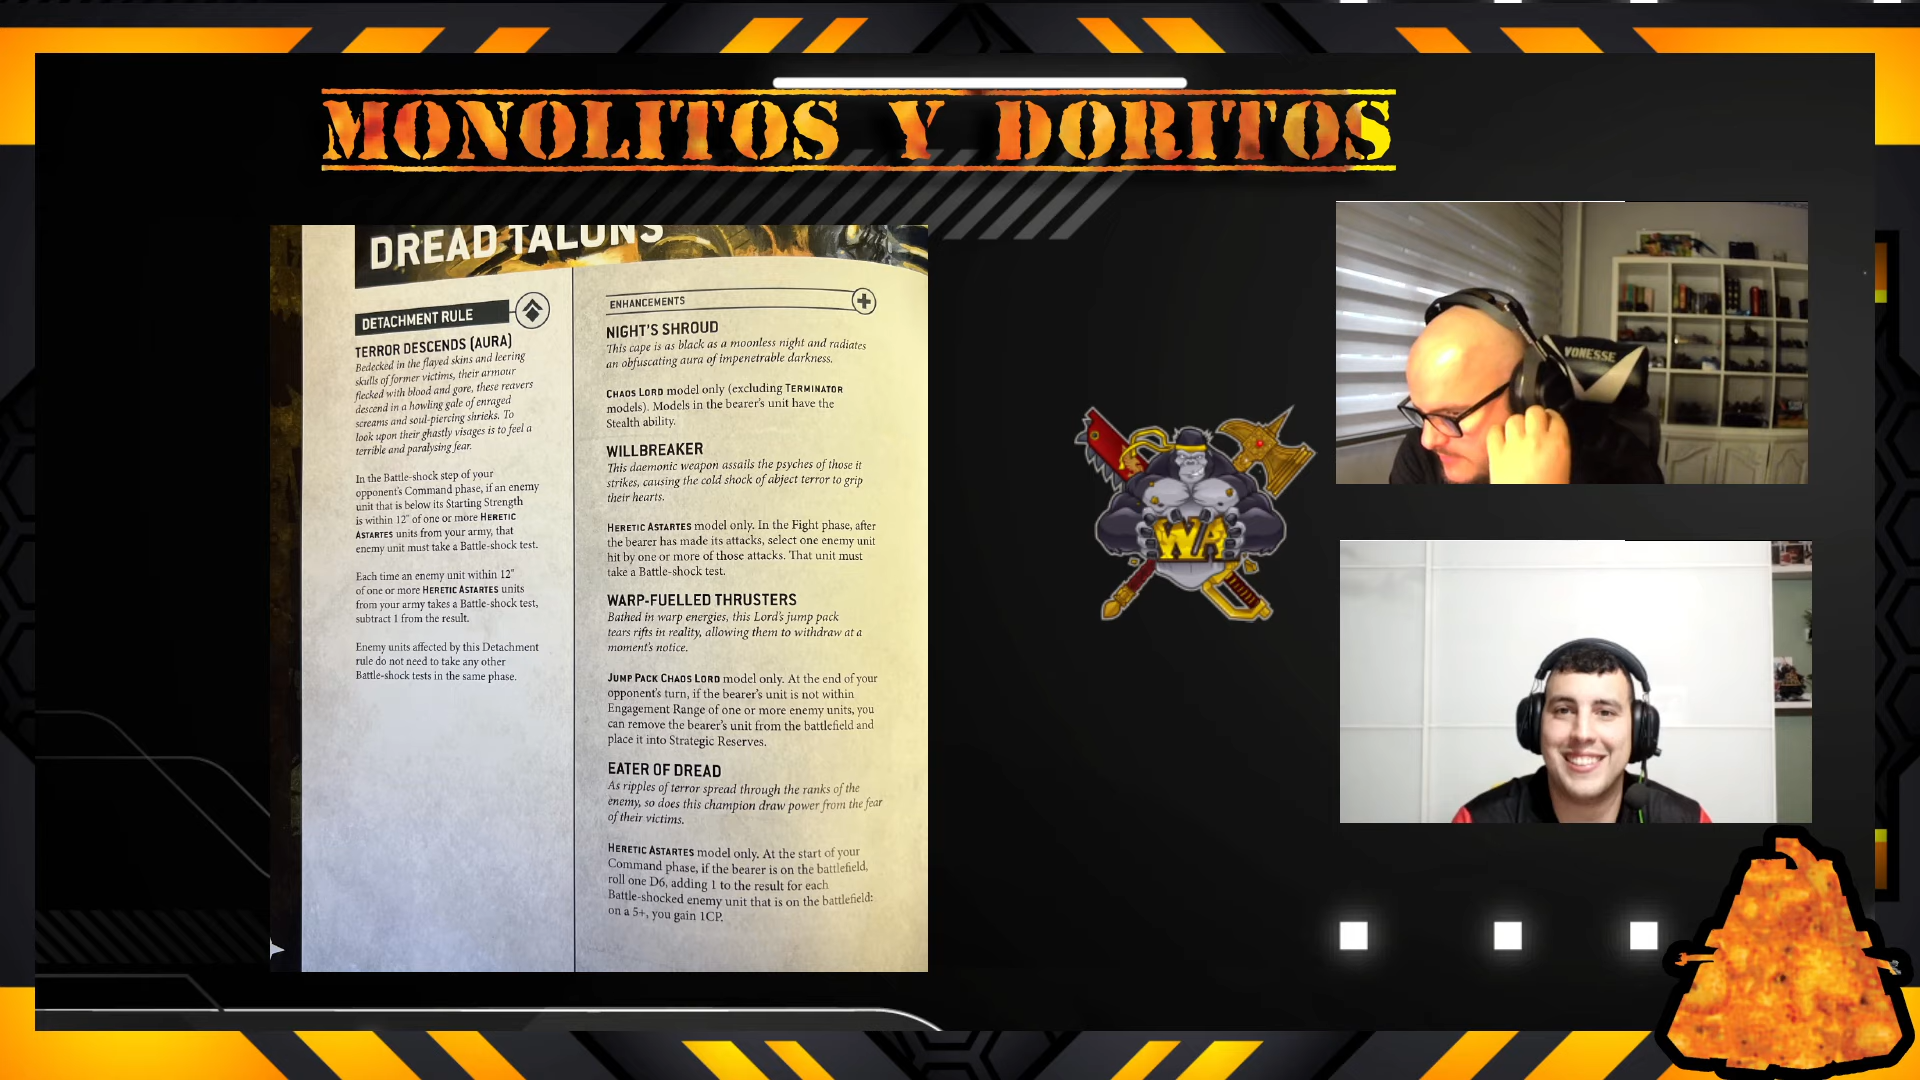 MONOLITOS Y DORITOS
DREAD TALONS
DETACHMENT RULE
TERROR DESCENDS (AURA)
Bedecked in the flayed skins and leering
skulls of former victims, their armour
flecked with blood and gore, these reavers
descend in a howling gale of enraged
screams and soul-piercing shrieks. To
look upon their ghastly visages is to feel a
terrible and paralysing fear.
In the Battle-shock step of your
opponent's Command phase, if an enemy
unit that is below its Starting Strength
is within 12" of one or more HERETIC
ASTARTES units from your army, that
enemy unit must take a Battle-shock test.
Each time an enemy unit within 12"
of one or more HERETIC ASTARTES units
from your army takes a Battle-shock test,
subtract 1 from the result.
Enemy units affected by this Detachment
rule do not need to take any other
Battle-shock tests in the same phase.
ENHANCEMENTS
NIGHT'S SHROUD
This cape is as black as a moonless night and radiates
an obfuscating aura of impenetrable darkness.
CHAOS LORD model only (excluding TERMINATOR
models). Models in the bearer's unit have the
Stealth ability.
WILLBREAKER
This daemonic weapon assails the psyches of those it
strikes, causing the cold shock of abject terror to grip
their hearts.
HERETIC ASTARTES model only. In the Fight phase, after
the bearer has made its attacks, select one enemy unit
hit by one or more of those attacks. That unit must
take a Battle-shock test.
WARP-FUELLED THRUSTERS
Bathed in warp energies, this Lord's jump pack
tears rifts in reality, allowing them to withdraw at a
moment's notice.
JUMP PACK CHAOS LORD model only. At the end of your
opponent's turn, if the bearer's unit is not within
Engagement Range of one or more enemy units, you
can remove the bearer's unit from the battlefield and
place it into Strategic Reserves.
EATER OF DREAD
As ripples of terror spread through the ranks of the
enemy, so does this champion draw power from the fear
of their victims.
HERETIC ASTARTES model only. At the start of your
Command phase, if the bearer is on the battlefield,
roll one D6, adding 1 to the result for each
Battle-shocked enemy unit that is on the battlefield:
on a 5+, you gain 1CP.
VONESSE